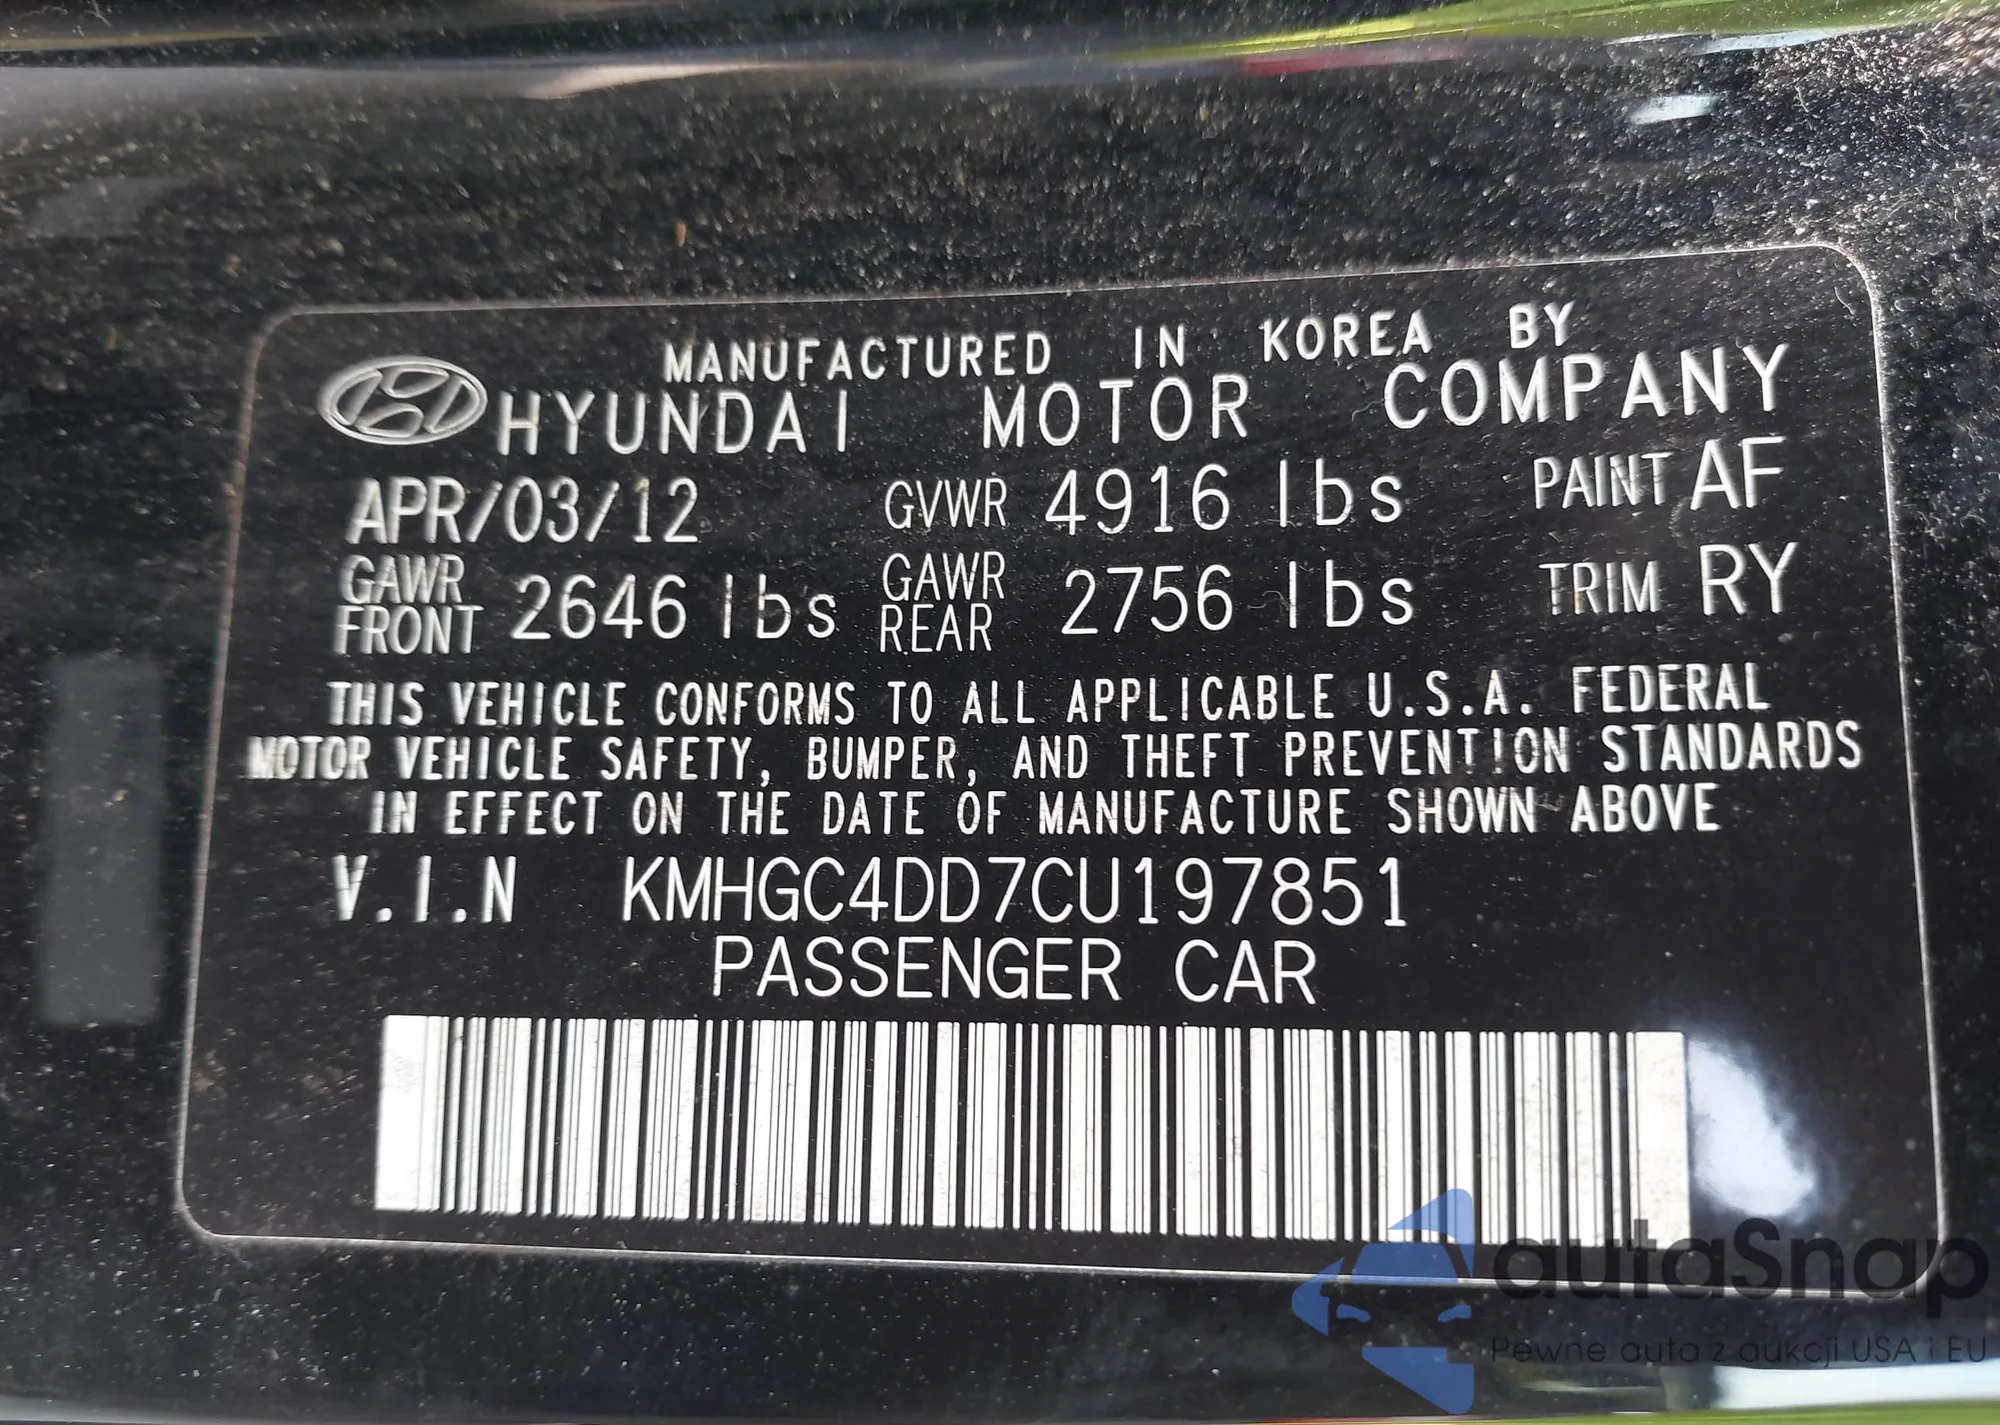 MANUFACTURED IN KOREA BY
HYUNDAI MOTOR COMPANY
APR/03/12 GVWR 4916 lbs PAINT AF
GAWR FRONT 2646 lbs GAWR REAR 2756 lbs TRIM RY
THIS VEHICLE CONFORMS TO ALL APPLICABLE U.S.A. FEDERAL
MOTOR VEHICLE SAFETY, BUMPER, AND THEFT PREVENTION STANDARDS
IN EFFECT ON THE DATE OF MANUFACTURE SHOWN ABOVE
V.I.N KMHGC4DD7CU197851
PASSENGER CAR
autaSnap
Pewne auta z aukcji USA i EU